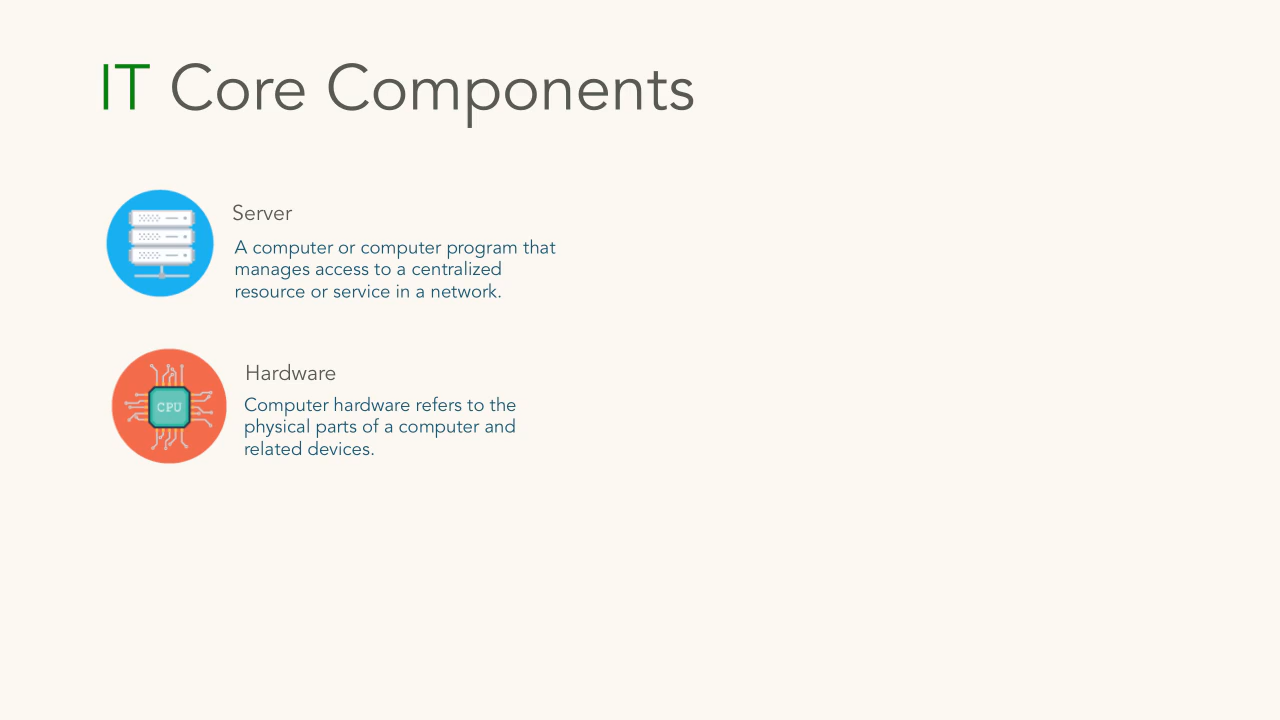 IT Core Components
Server
A computer or computer program that
manages access to a centralized
resource or service in a network.
Hardware
CPU
Computer hardware refers to the
physical parts of a computer and
related devices.